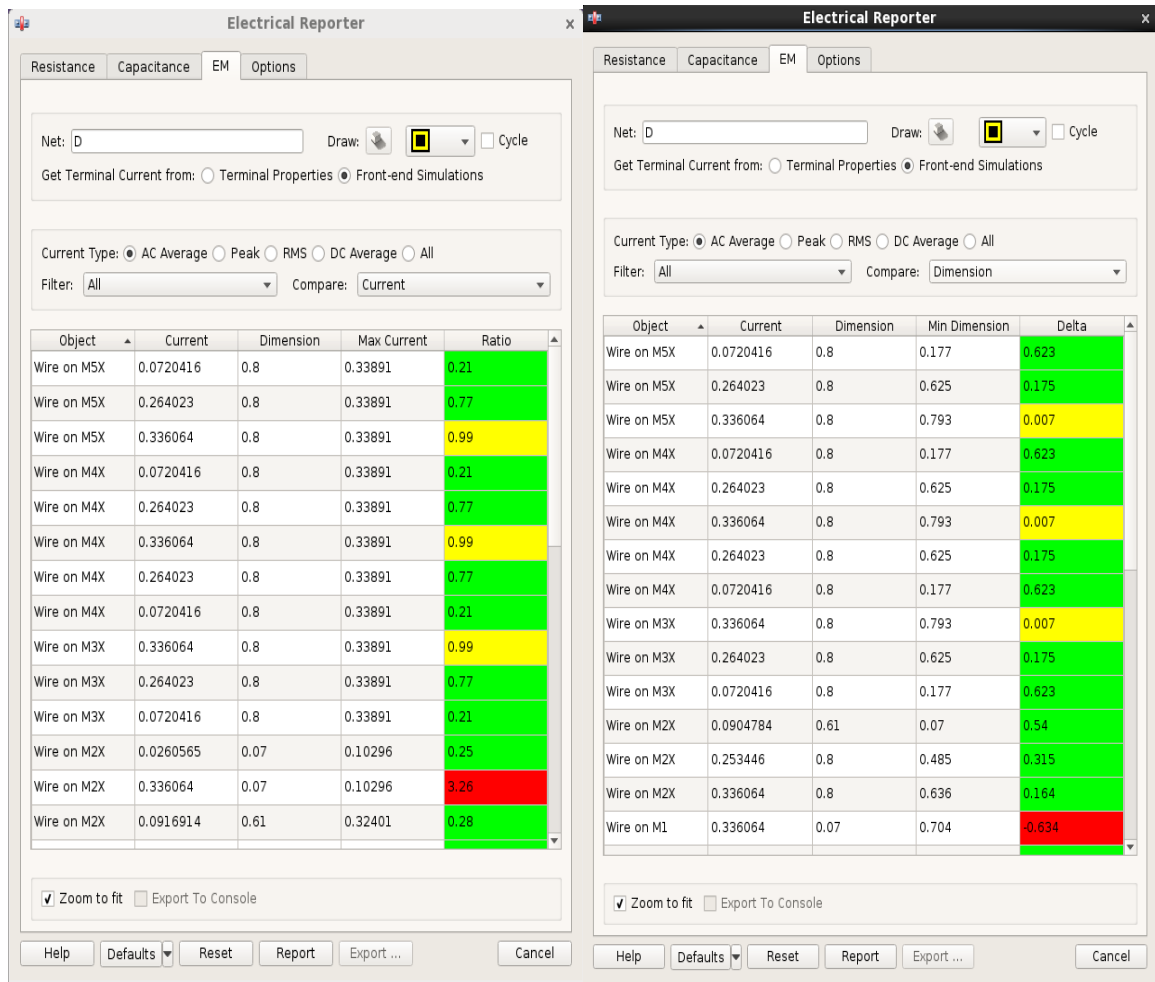 Electrical Reporter x
Resistance Capacitance EM Options
Net: D Draw: Cycle
Get Terminal Current from: Terminal Properties Front-end Simulations
Current Type: AC Average Peak RMS DC Average All
Filter: All Compare: Current
Object Current Dimension Max Current Ratio
Wire on M5X 0.0720416 0.8 0.33891 0.21
Wire on M5X 0.264023 0.8 0.33891 0.77
Wire on M5X 0.336064 0.8 0.33891 0.99
Wire on M4X 0.0720416 0.8 0.33891 0.21
Wire on M4X 0.264023 0.8 0.33891 0.77
Wire on M4X 0.336064 0.8 0.33891 0.99
Wire on M4X 0.264023 0.8 0.33891 0.77
Wire on M4X 0.0720416 0.8 0.33891 0.21
Wire on M3X 0.336064 0.8 0.33891 0.99
Wire on M3X 0.264023 0.8 0.33891 0.77
Wire on M3X 0.0720416 0.8 0.33891 0.21
Wire on M2X 0.0260565 0.07 0.10296 0.25
Wire on M2X 0.336064 0.07 0.10296 3.26
Wire on M2X 0.0916914 0.61 0.32401 0.28
Zoom to fit Export To Console
Help Defaults Reset Report Export ... Cancel
Electrical Reporter x
Resistance Capacitance EM Options
Net: D Draw: Cycle
Get Terminal Current from: Terminal Properties Front-end Simulations
Current Type: AC Average Peak RMS DC Average All
Filter: All Compare: Dimension
Object Current Dimension Min Dimension Delta
Wire on M5X 0.0720416 0.8 0.177 0.623
Wire on M5X 0.264023 0.8 0.625 0.175
Wire on M5X 0.336064 0.8 0.793 0.007
Wire on M4X 0.0720416 0.8 0.177 0.623
Wire on M4X 0.264023 0.8 0.625 0.175
Wire on M4X 0.336064 0.8 0.793 0.007
Wire on M4X 0.264023 0.8 0.625 0.175
Wire on M4X 0.0720416 0.8 0.177 0.623
Wire on M3X 0.336064 0.8 0.793 0.007
Wire on M3X 0.264023 0.8 0.625 0.175
Wire on M3X 0.0720416 0.8 0.177 0.623
Wire on M2X 0.0904784 0.61 0.07 0.54
Wire on M2X 0.253446 0.8 0.485 0.315
Wire on M2X 0.336064 0.8 0.636 0.164
Wire on M1 0.336064 0.07 0.704 -0.634
Zoom to fit Export To Console
Help Defaults Reset Report Export ... Cancel